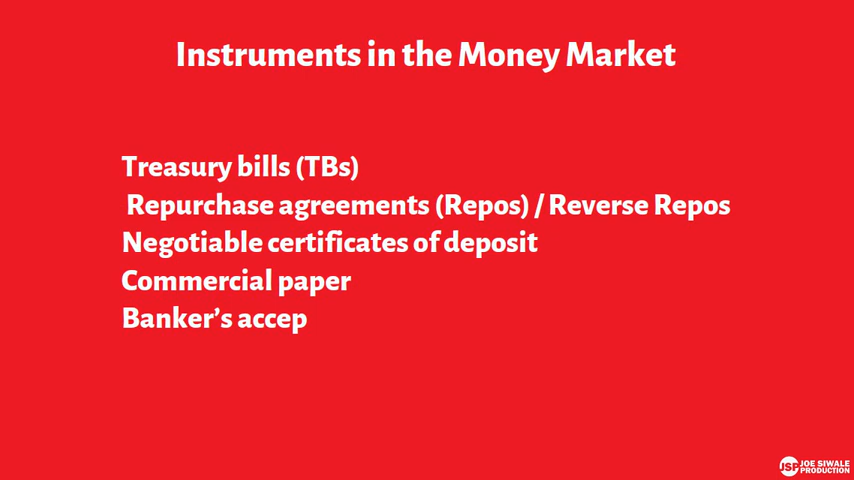 Instruments in the Money Market
Treasury bills (TBs)
Repurchase agreements (Repos) / Reverse Repos
Negotiable certificates of deposit
Commercial paper
Banker’s accep
JSP JOE SIWALE
PRODUCTION